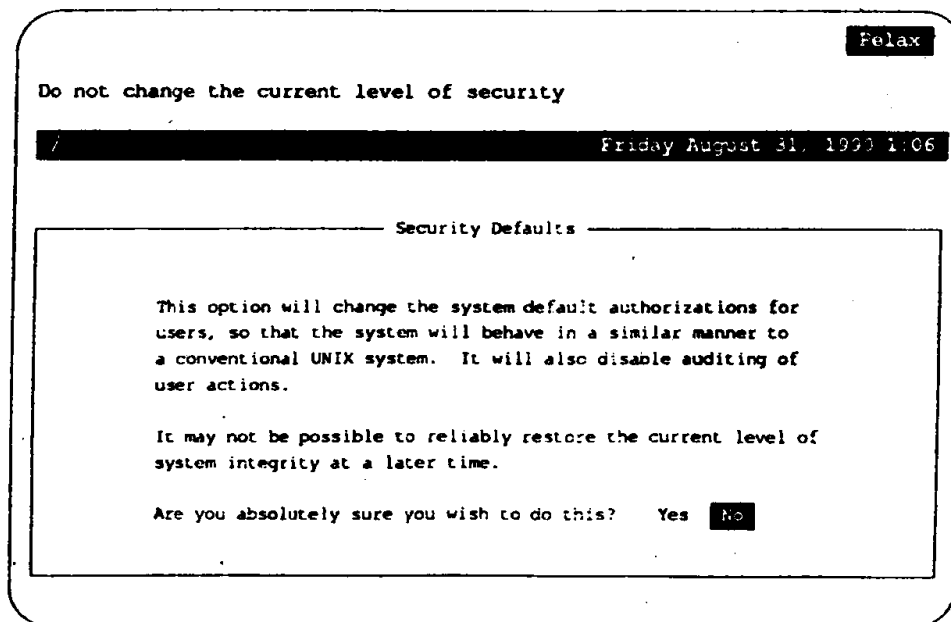 Relax
Do not change the current level of security
/ Friday August 31, 1990 1:06
Security Defaults
This option will change the system default authorizations for
users, so that the system will behave in a similar manner to
a conventional UNIX system. It will also disable auditing of
user actions.
It may not be possible to reliably restore the current level of
system integrity at a later time.
Are you absolutely sure you wish to do this? Yes No